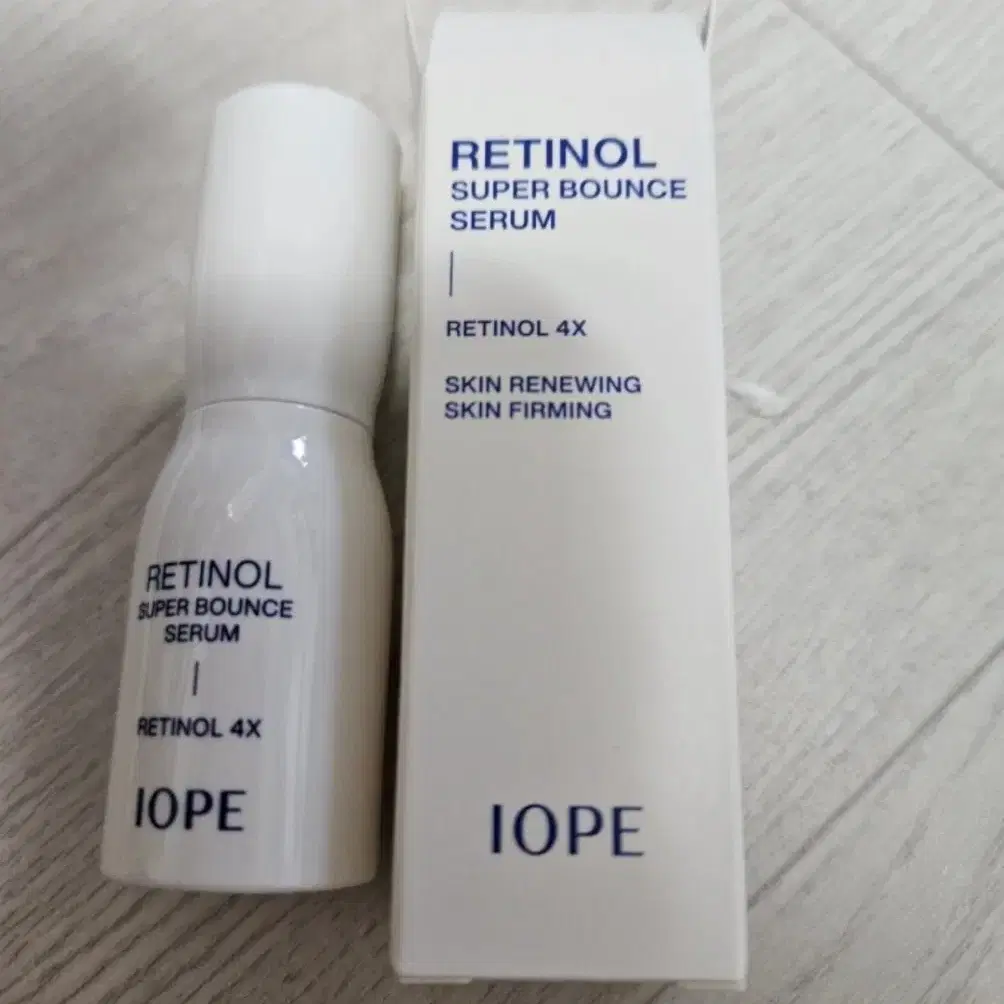 RETINOL
SUPER BOUNCE
SERUM
RETINOL 4X
IOPE
RETINOL
SUPER BOUNCE
SERUM
RETINOL 4X
SKIN RENEWING
SKIN FIRMING
IOPE